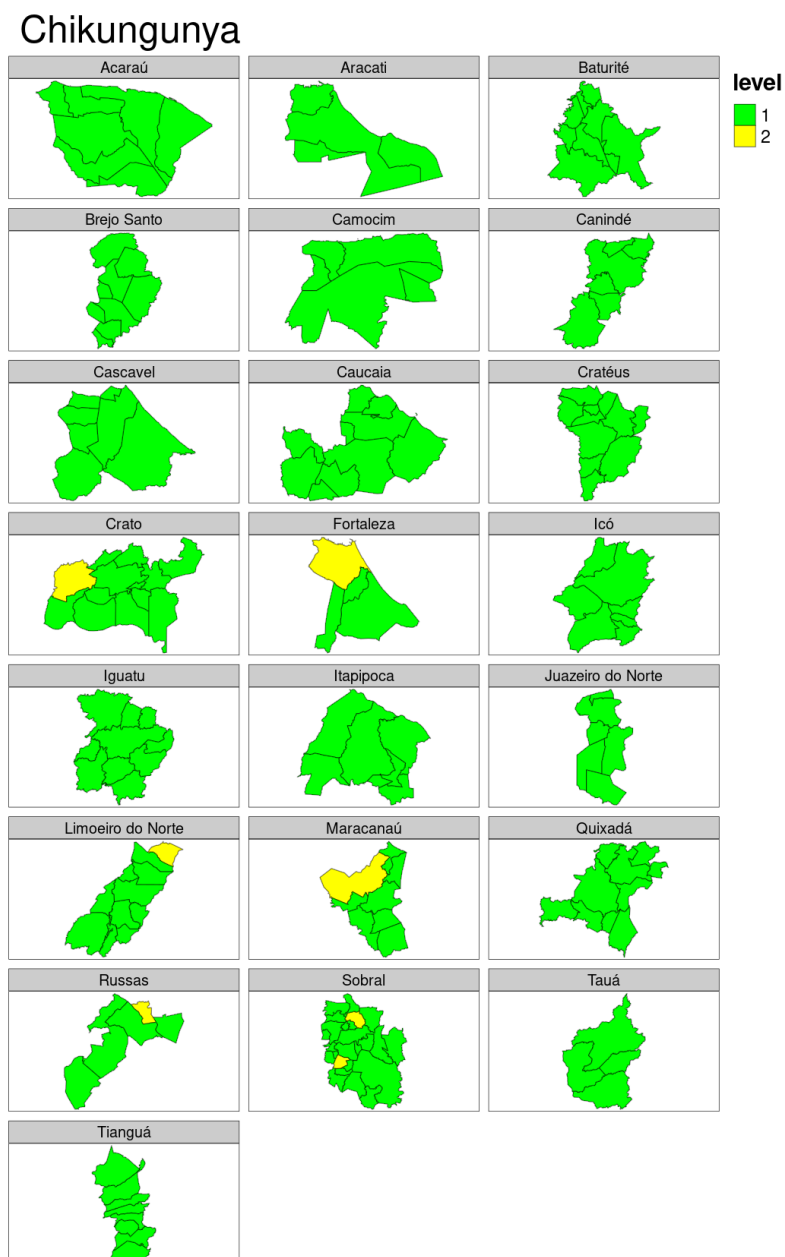 Chikungunya
Acaraú
Aracati
Baturité
level
1
2
Brejo Santo
Camocim
Canindé
Cascavel
Caucaia
Cratéus
Crato
Fortaleza
Icó
Iguatu
Itapipoca
Juazeiro do Norte
Limoeiro do Norte
Maracanaú
Quixadá
Russas
Sobral
Tauá
Tianguá